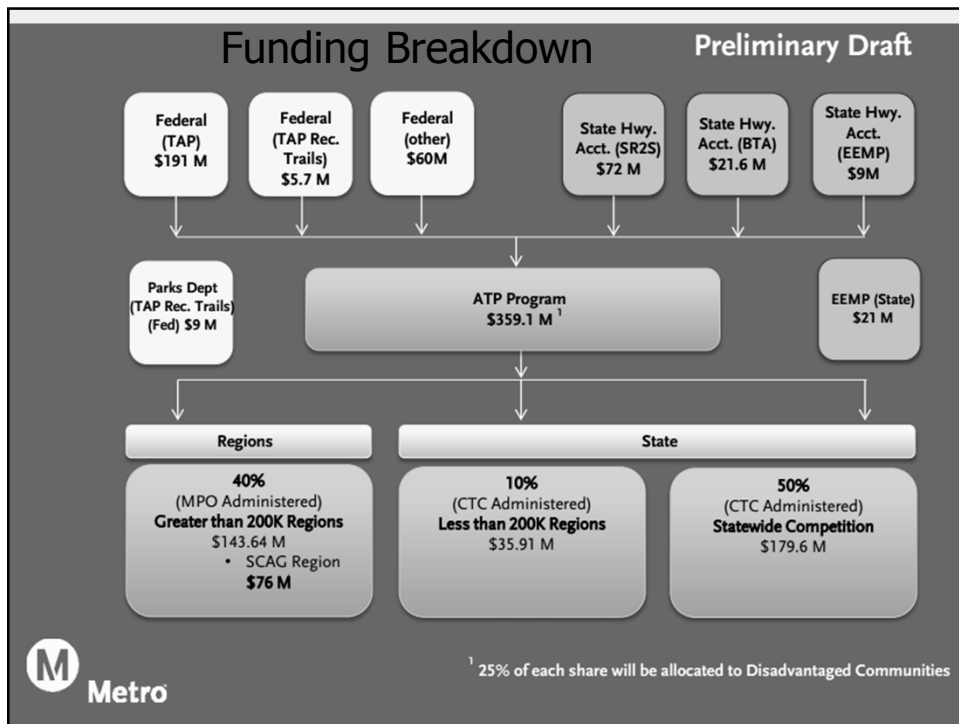 Funding Breakdown
Preliminary Draft
Federal
(TAP)
$191 M
Federal
(TAP Rec.
Trails)
$5.7 M
Federal
(other)
$60M
State Hwy.
Acct. (SR2S)
$72 M
State Hwy.
Acct. (BTA)
$21.6 M
State Hwy.
Acct.
(EEMP)
$9M
Parks Dept
(TAP Rec. Trails)
(Fed) $9 M
ATP Program
$359.1 M 1
EEMP (State)
$21 M
Regions
State
40%
(MPO Administered)
Greater than 200K Regions
$143.64 M
• SCAG Region
$76 M
10%
(CTC Administered)
Less than 200K Regions
$35.91 M
50%
(CTC Administered)
Statewide Competition
$179.6 M
M
Metro
1 25% of each share will be allocated to Disadvantaged Communities